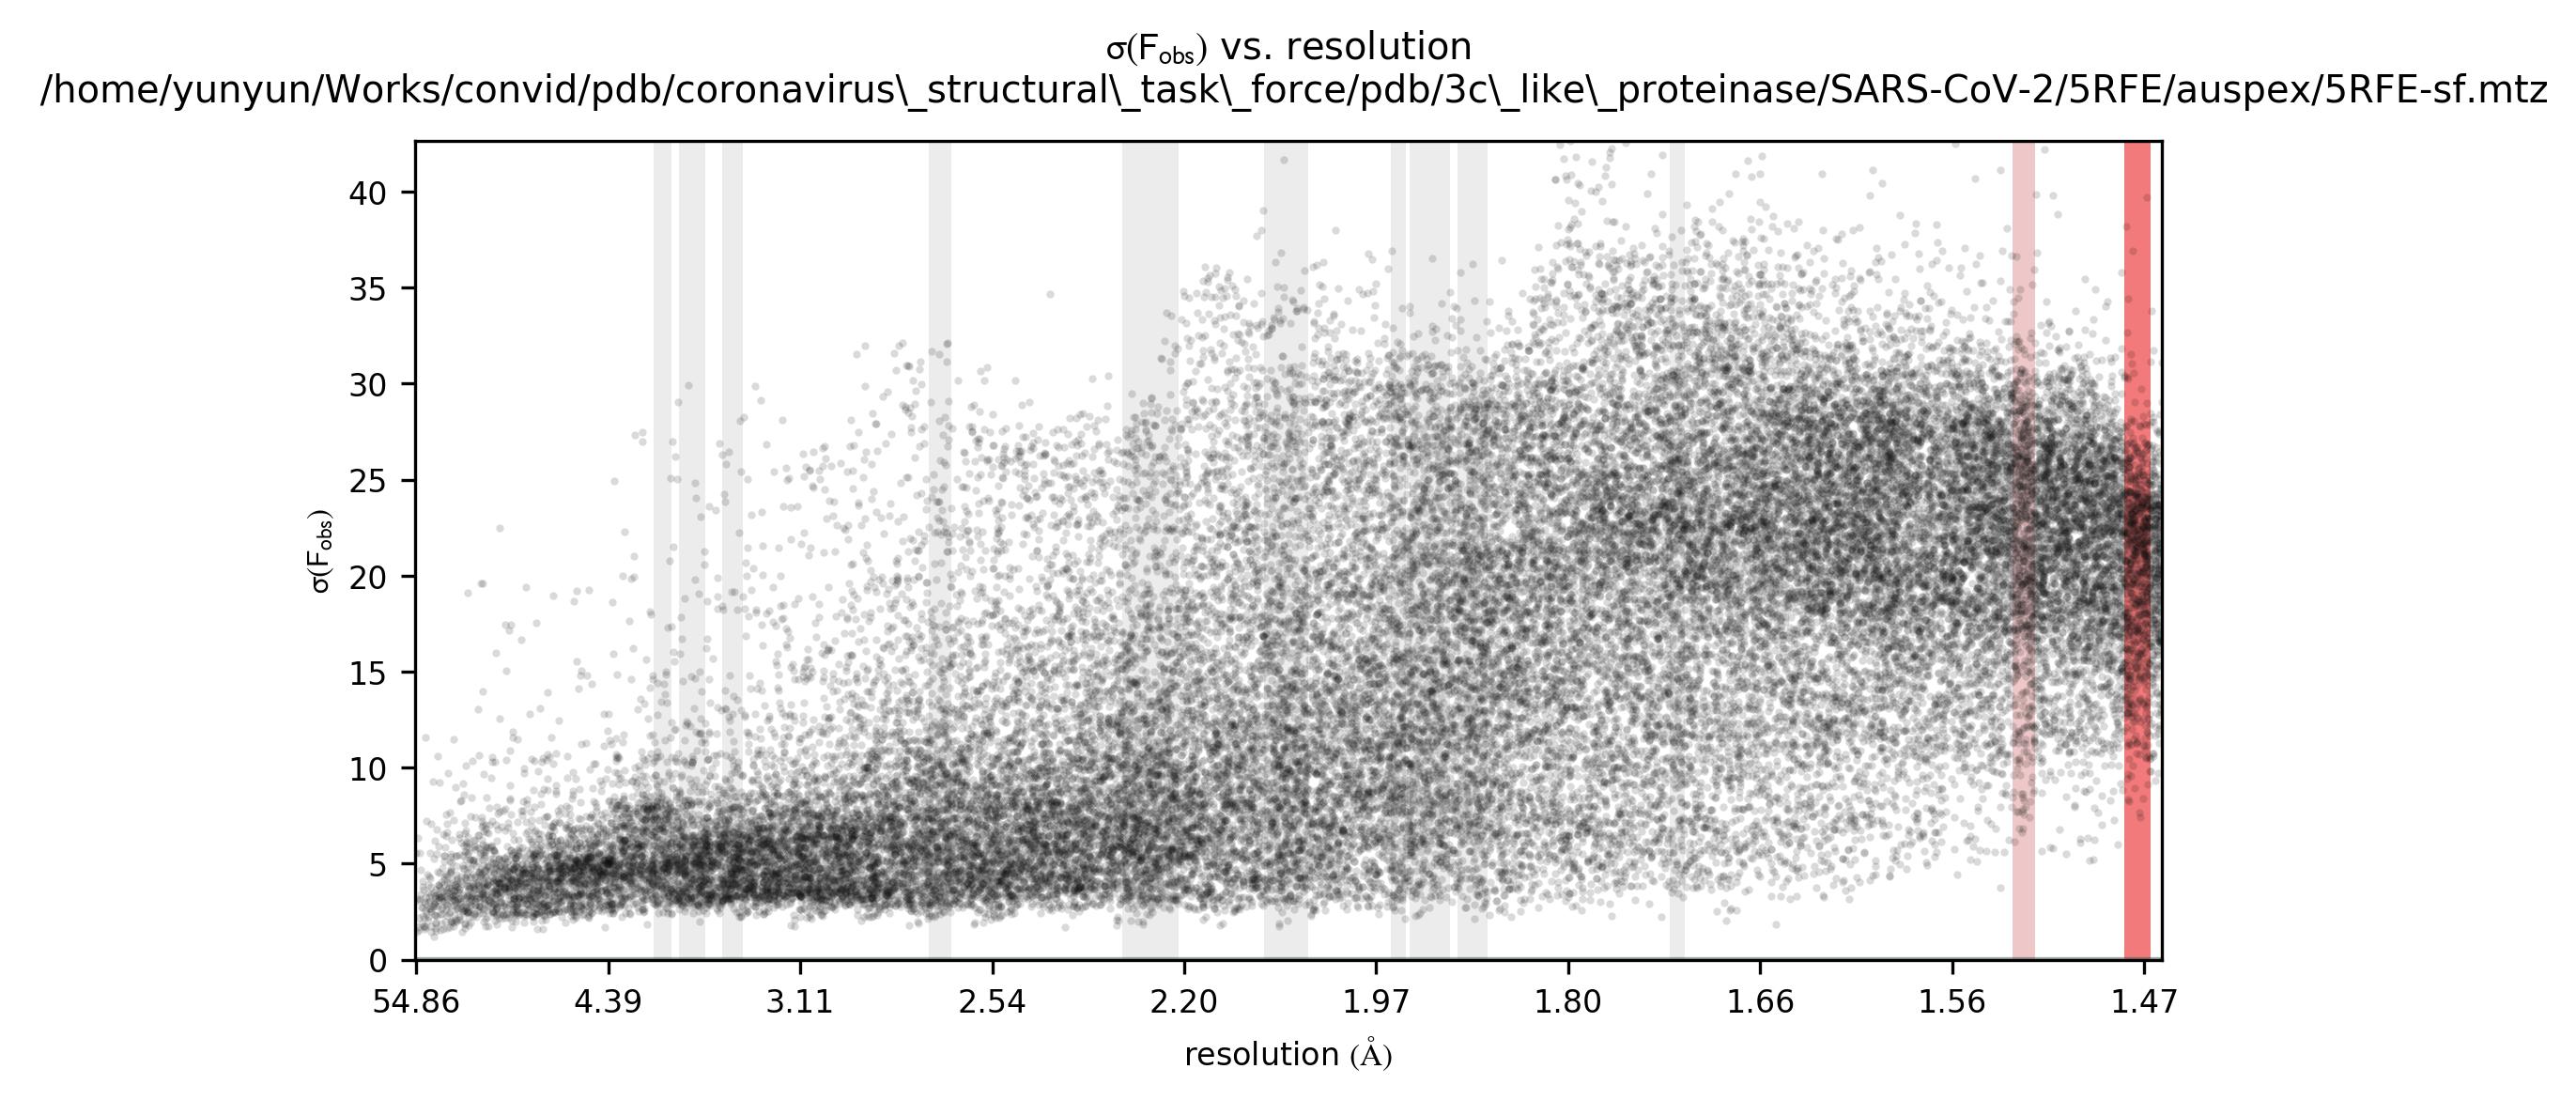 σ(Fobs) vs. resolution
/home/yunyun/Works/convid/pdb/coronavirus\_structural\_task\_force/pdb/3c\_like\_proteinase/SARS-CoV-2/5RFE/auspex/5RFE-sf.mtz
40
35
30
25
20
15
10
5
0
σ(Fobs)
54.86 4.39 3.11 2.54 2.20 1.97 1.80 1.66 1.56 1.47
resolution (Å)